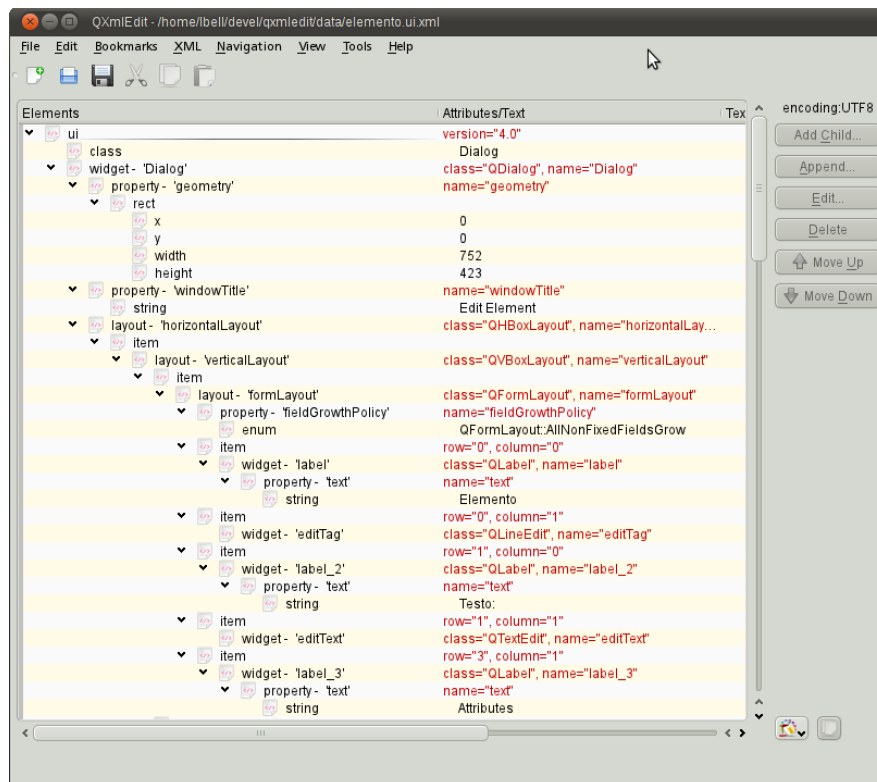 QXmlEdit - /home/lbell/devel/qxmledit/data/elemento.ui.xml
File Edit Bookmarks XML Navigation View Tools Help
Elements Attributes/Text Tex
encoding:UTF8
ui version="4.0"
Add Child...
class Dialog
widget - 'Dialog' class="QDialog", name="Dialog"
Append...
property - 'geometry' name="geometry"
rect
Edit...
x 0
Delete
y 0
width 752
Move Up
height 423
property - 'windowTitle' name="windowTitle"
Move Down
string Edit Element
layout - 'horizontalLayout' class="QHBoxLayout", name="horizontalLay...
item
layout - 'verticalLayout' class="QVBoxLayout", name="verticalLayout"
item
layout - 'formLayout' class="QFormLayout", name="formLayout"
property - 'fieldGrowthPolicy' name="fieldGrowthPolicy"
enum QFormLayout::AllNonFixedFieldsGrow
item row="0", column="0"
widget - 'label' class="QLabel", name="label"
property - 'text' name="text"
string Elemento
item row="0", column="1"
widget - 'editTag' class="QLineEdit", name="editTag"
item row="1", column="0"
widget - 'label_2' class="QLabel", name="label_2"
property - 'text' name="text"
string Testo:
item row="1", column="1"
widget - 'editText' class="QTextEdit", name="editText"
item row="3", column="1"
widget - 'label_3' class="QLabel", name="label_3"
property - 'text' name="text"
string Attributes